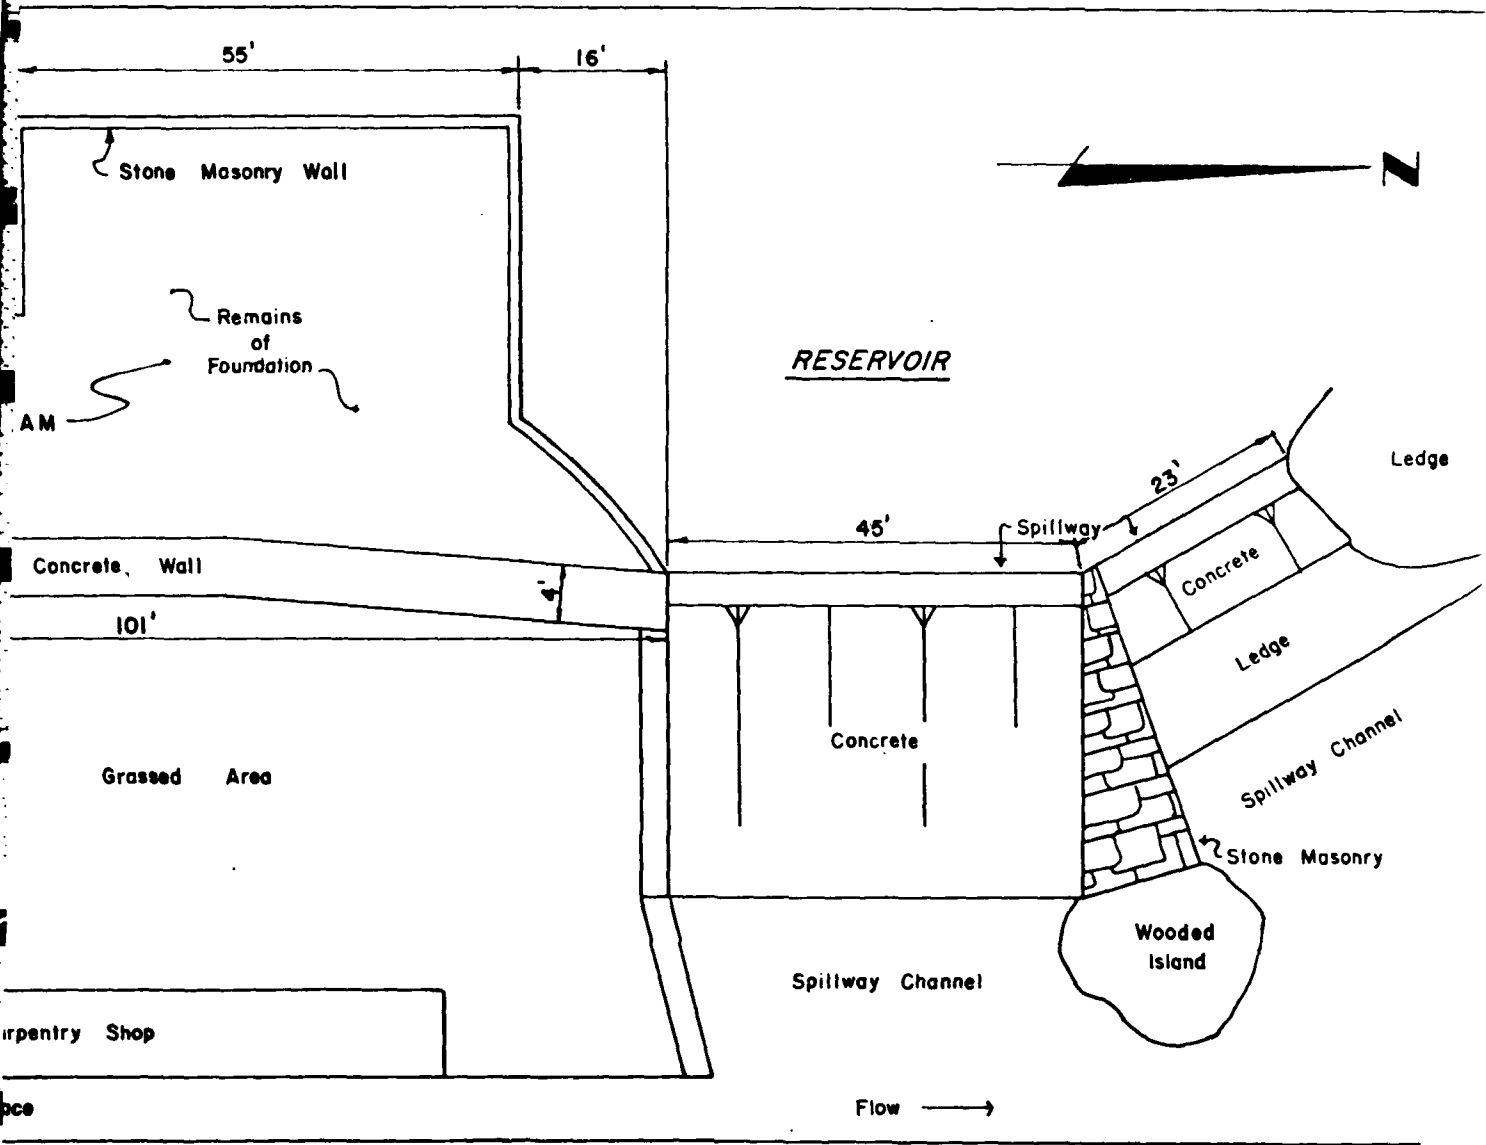 55'
16'
Stone Masonry Wall
N
Remains
of
Foundation
AM
RESERVOIR
Ledge
23'
45'
Spillway
Concrete Wall
4'
101'
Concrete
Ledge
Concrete
Spillway Channel
Grassed Area
Stone Masonry
Wooded
Island
Spillway Channel
Shop
Flow